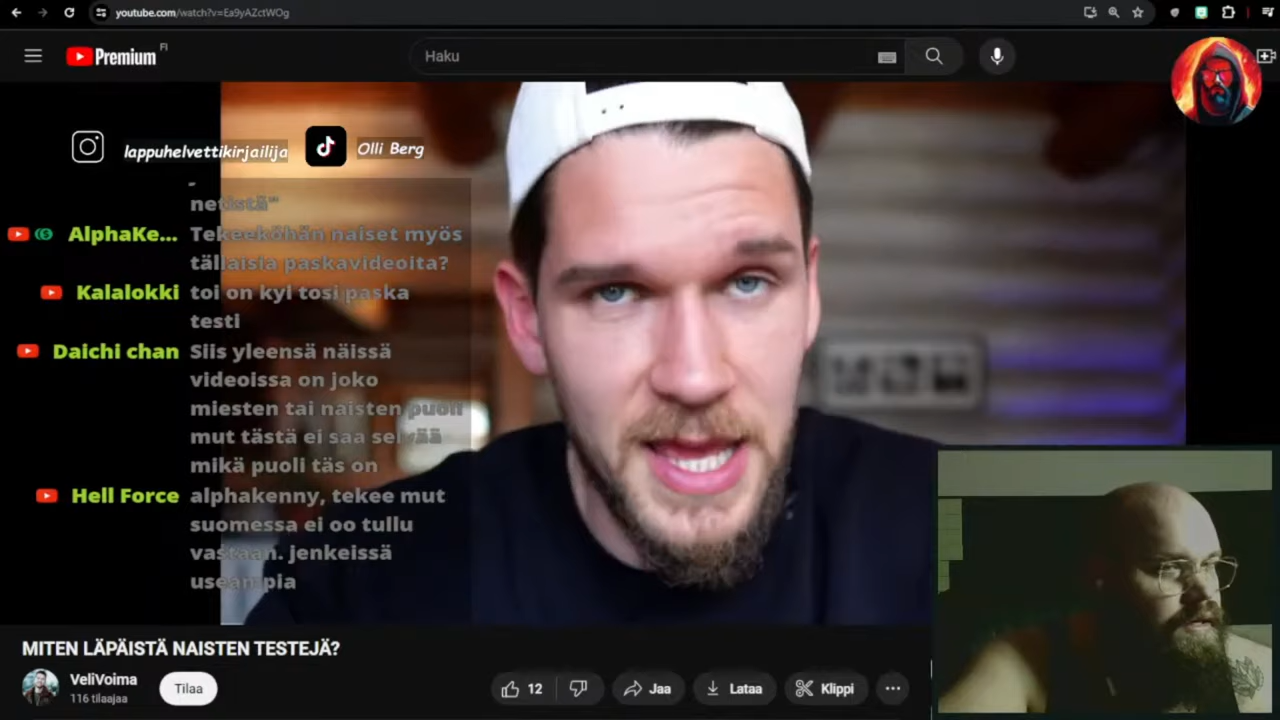 youtube.com/watch?v=Ea9yAZctWOg
Premium FI
Haku
lappuhelvettikirjailija
Olli Berg
netistä"
AlphaKe... Tekeeköhän naiset myös
tällaisia paskavideoita?
Kalalokki toi on kyl tosi paska
testi
Daichi chan Siis yleensä näissä
videoissa on joko
miesten tai naisten puoli
mut tästä ei saa selvää
mikä puoli täs on
Hell Force alphakenny, tekee mut
suomessa ei oo tullu
vastaan. jenkeissä
useampia
MITEN LÄPÄISTÄ NAISTEN TESTEJÄ?
VeliVoima
116 tilaajaa
Tilaa
12
Jaa
Lataa
Klippi